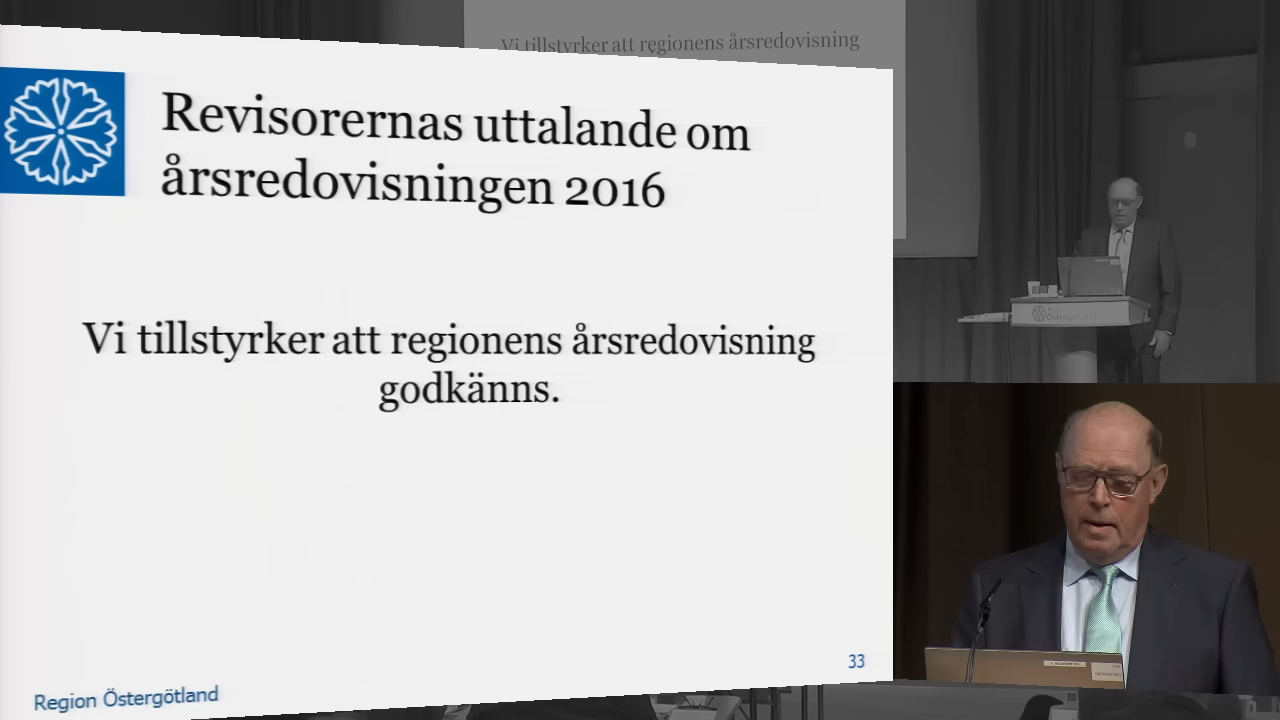 Vi tillstyrker att regionens årsredovisning
Revisorernas uttalande om
årsredovisningen 2016
Vi tillstyrker att regionens årsredovisning
godkänns.
33
Region Östergötland
Östergötland